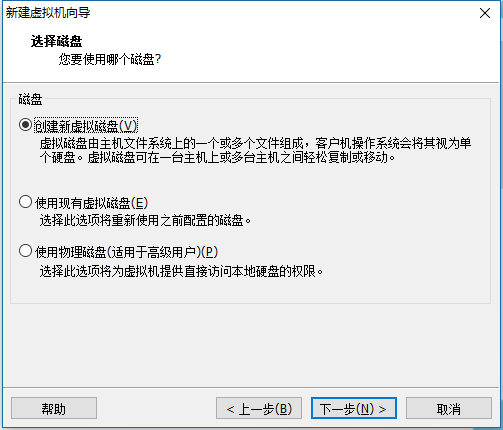 新建虚拟机向导
选择磁盘
您要使用哪个磁盘?
磁盘
创建新虚拟磁盘(V)
虚拟磁盘由主机文件系统上的一个或多个文件组成，客户机操作系统会将其视为单
个硬盘。虚拟磁盘可在一台主机上或多台主机之间轻松复制或移动。
使用现有虚拟磁盘(E)
选择此选项将重新使用之前配置的磁盘。
使用物理磁盘(适用于高级用户)(P)
选择此选项将为虚拟机提供直接访问本地硬盘的权限。
帮助
< 上一步(B)
下一步(N) >
取消